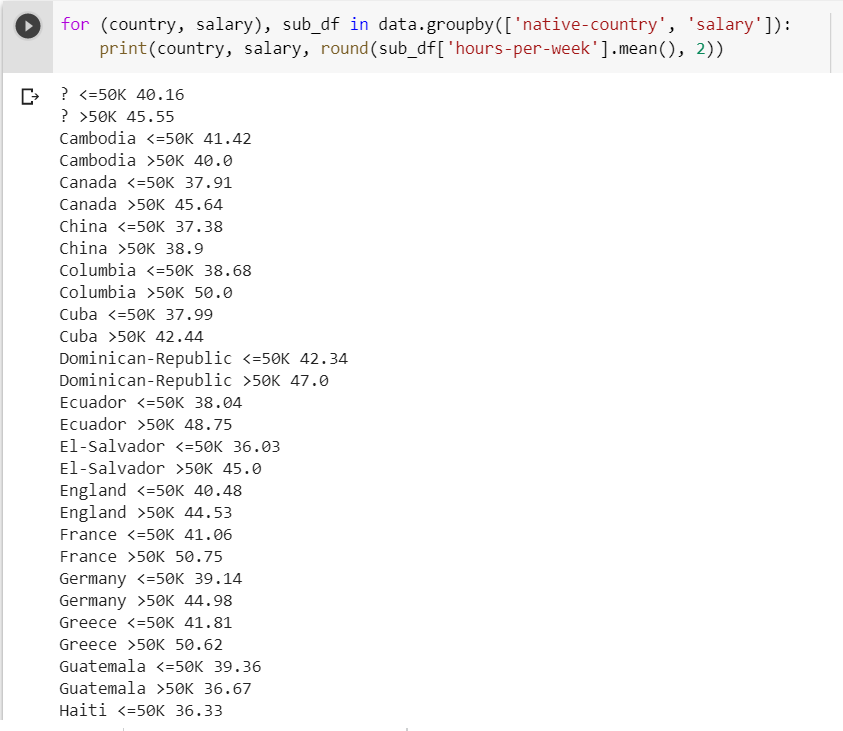 for (country, salary), sub_df in data.groupby(['native-country', 'salary']):
    print(country, salary, round(sub_df['hours-per-week'].mean(), 2))
? <=50K 40.16
? >50K 45.55
Cambodia <=50K 41.42
Cambodia >50K 40.0
Canada <=50K 37.91
Canada >50K 45.64
China <=50K 37.38
China >50K 38.9
Columbia <=50K 38.68
Columbia >50K 50.0
Cuba <=50K 37.99
Cuba >50K 42.44
Dominican-Republic <=50K 42.34
Dominican-Republic >50K 47.0
Ecuador <=50K 38.04
Ecuador >50K 48.75
El-Salvador <=50K 36.03
El-Salvador >50K 45.0
England <=50K 40.48
England >50K 44.53
France <=50K 41.06
France >50K 50.75
Germany <=50K 39.14
Germany >50K 44.98
Greece <=50K 41.81
Greece >50K 50.62
Guatemala <=50K 39.36
Guatemala >50K 36.67
Haiti <=50K 36.33